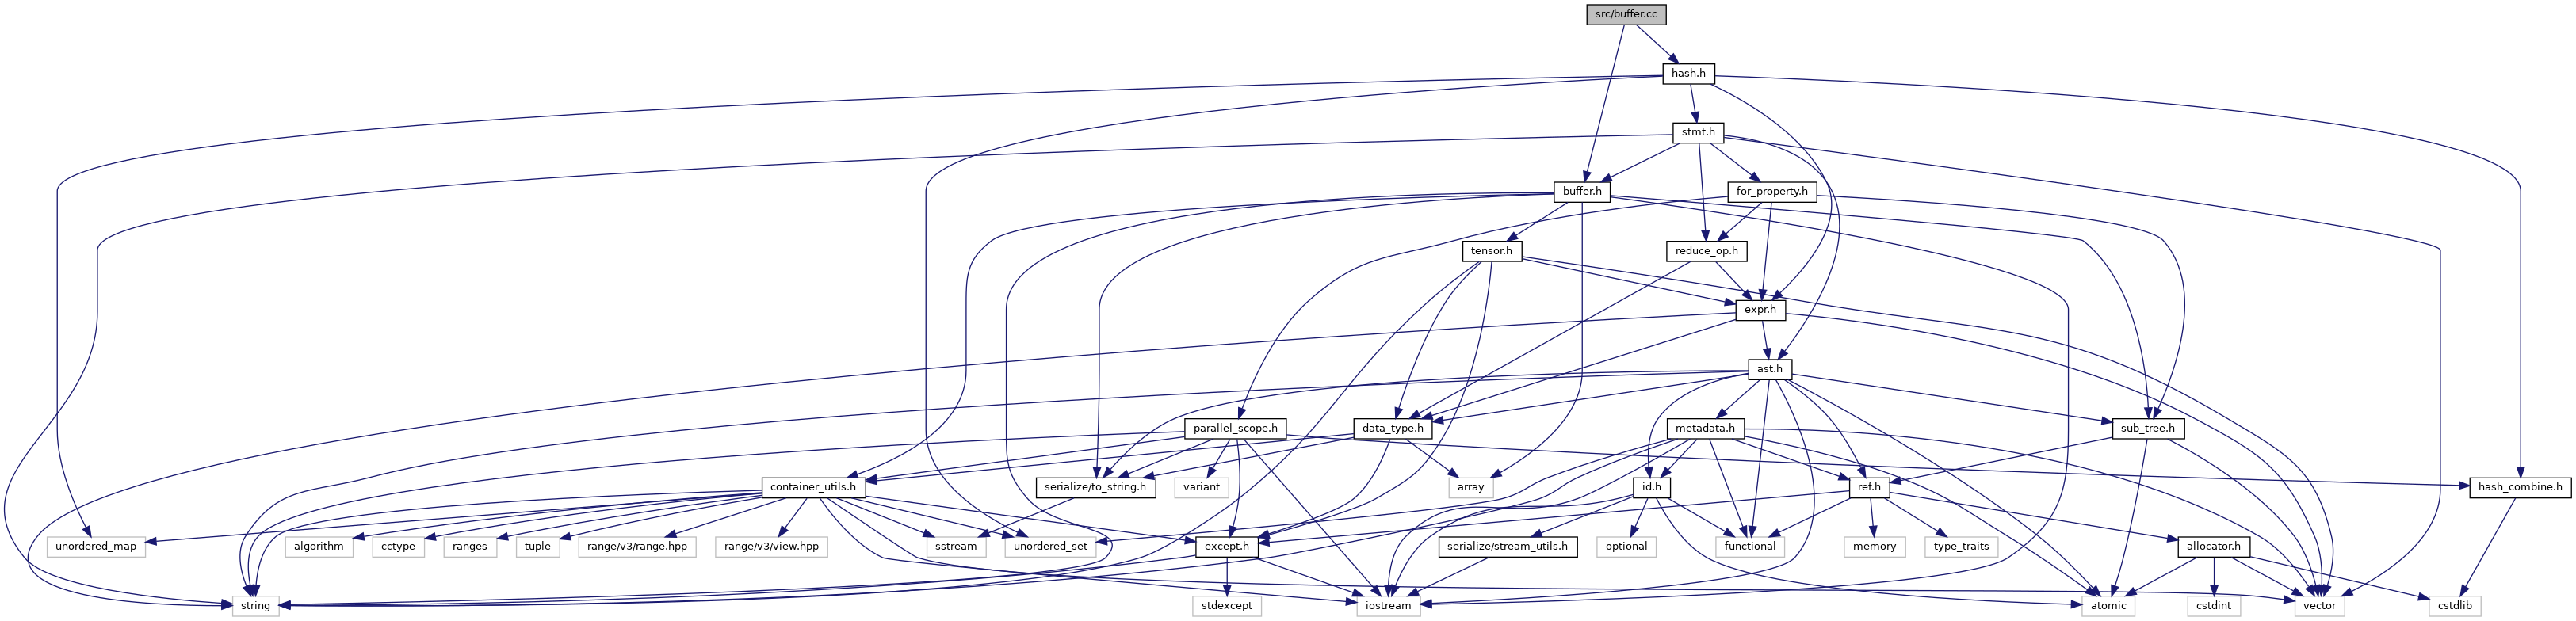 src/buffer.cc
hash.h
stmt.h
buffer.h
for_property.h
tensor.h
reduce_op.h
expr.h
ast.h
parallel_scope.h
data_type.h
metadata.h
sub_tree.h
container_utils.h
serialize/to_string.h
variant
array
id.h
ref.h
hash_combine.h
unordered_map
algorithm
cctype
ranges
tuple
range/v3/range.hpp
range/v3/view.hpp
sstream
unordered_set
except.h
serialize/stream_utils.h
optional
functional
memory
type_traits
allocator.h
string
stdexcept
iostream
atomic
cstdint
vector
cstdlib